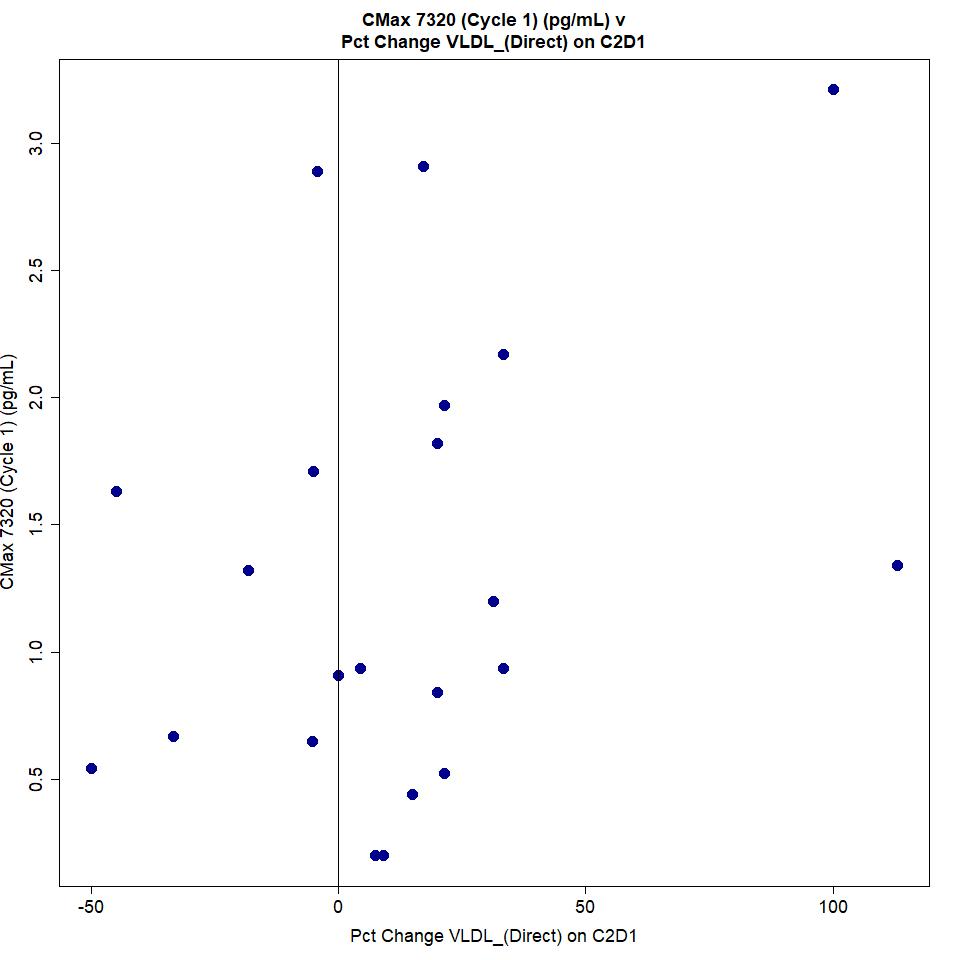 CMax 7320 (Cycle 1) (pg/mL) v
Pct Change VLDL_(Direct) on C2D1
CMax 7320 (Cycle 1) (pg/mL)
3.0
2.5
2.0
1.5
1.0
0.5
-50
0
50
100
Pct Change VLDL_(Direct) on C2D1